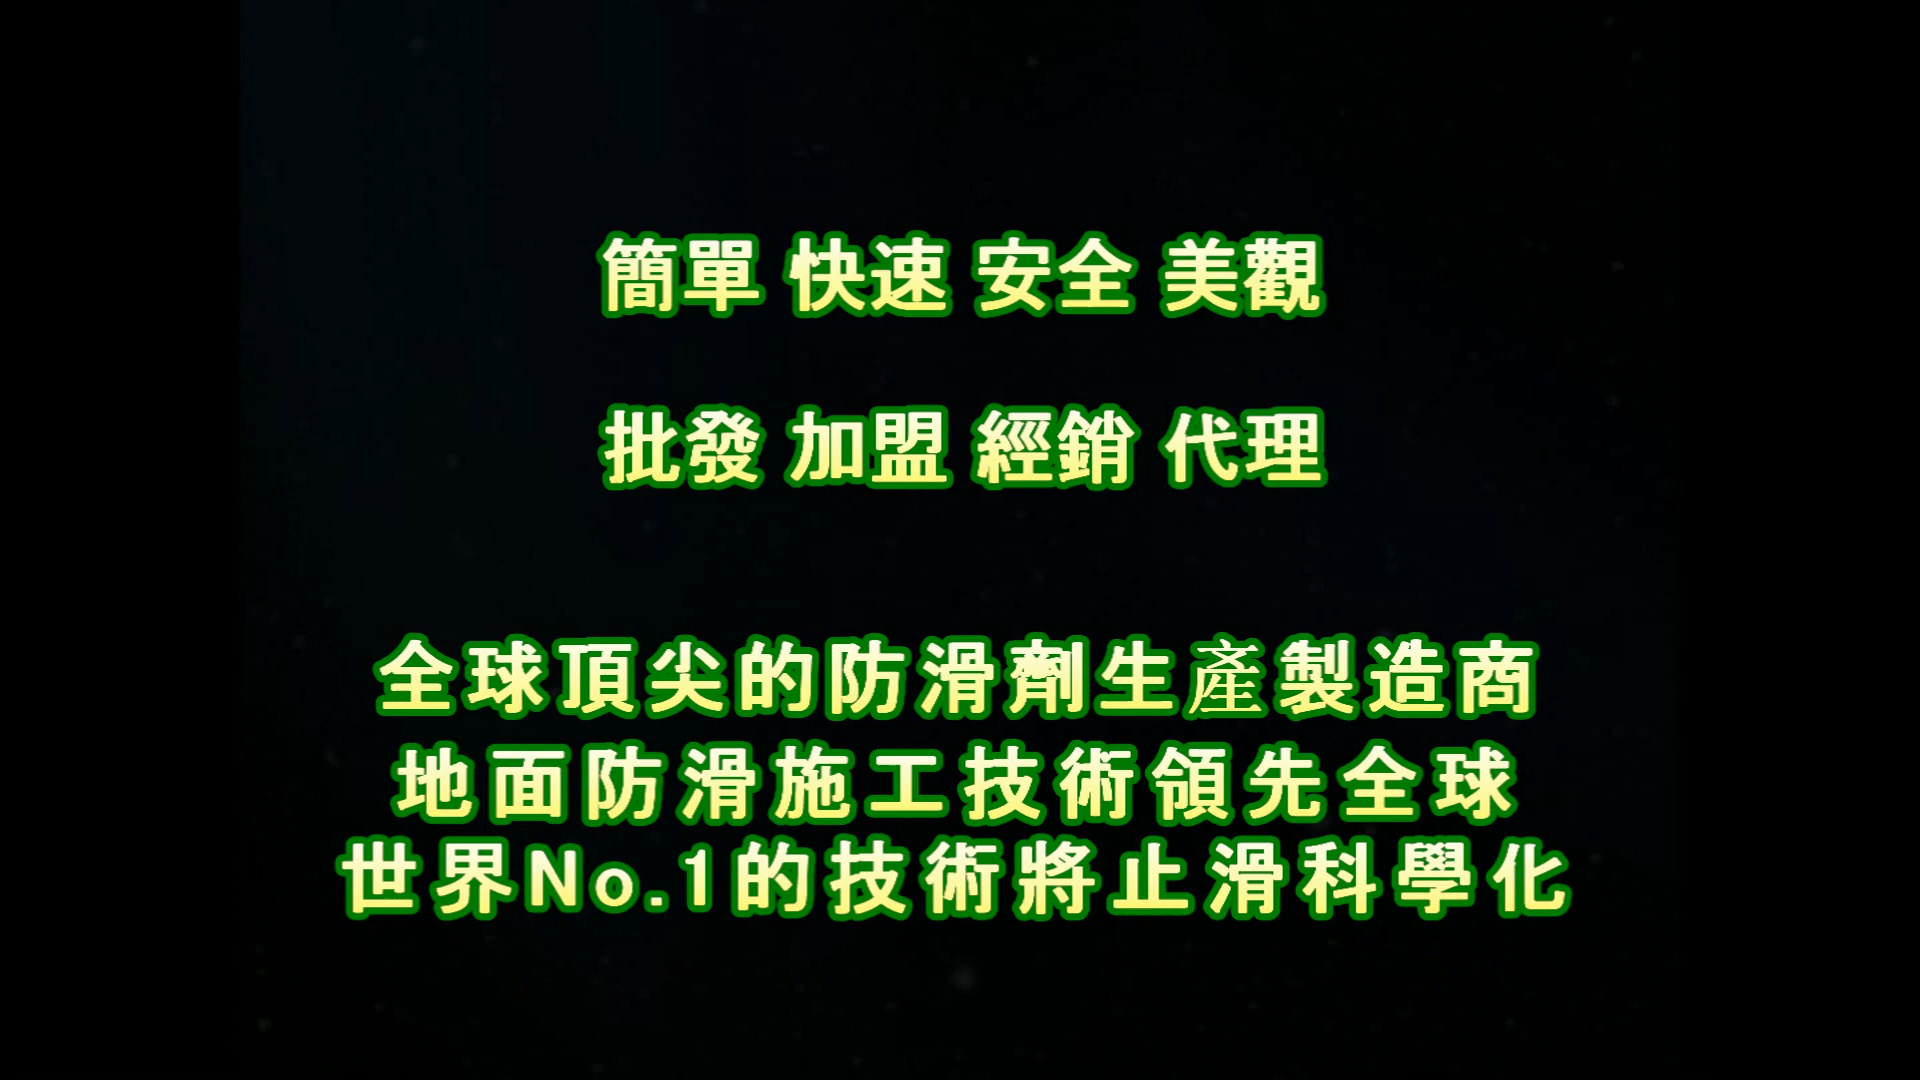 簡單 快速 安全 美觀
批發 加盟 經銷 代理
全球頂尖的防滑劑生產製造商
地面防滑施工技術領先全球
世界No.1的技術將止滑科學化